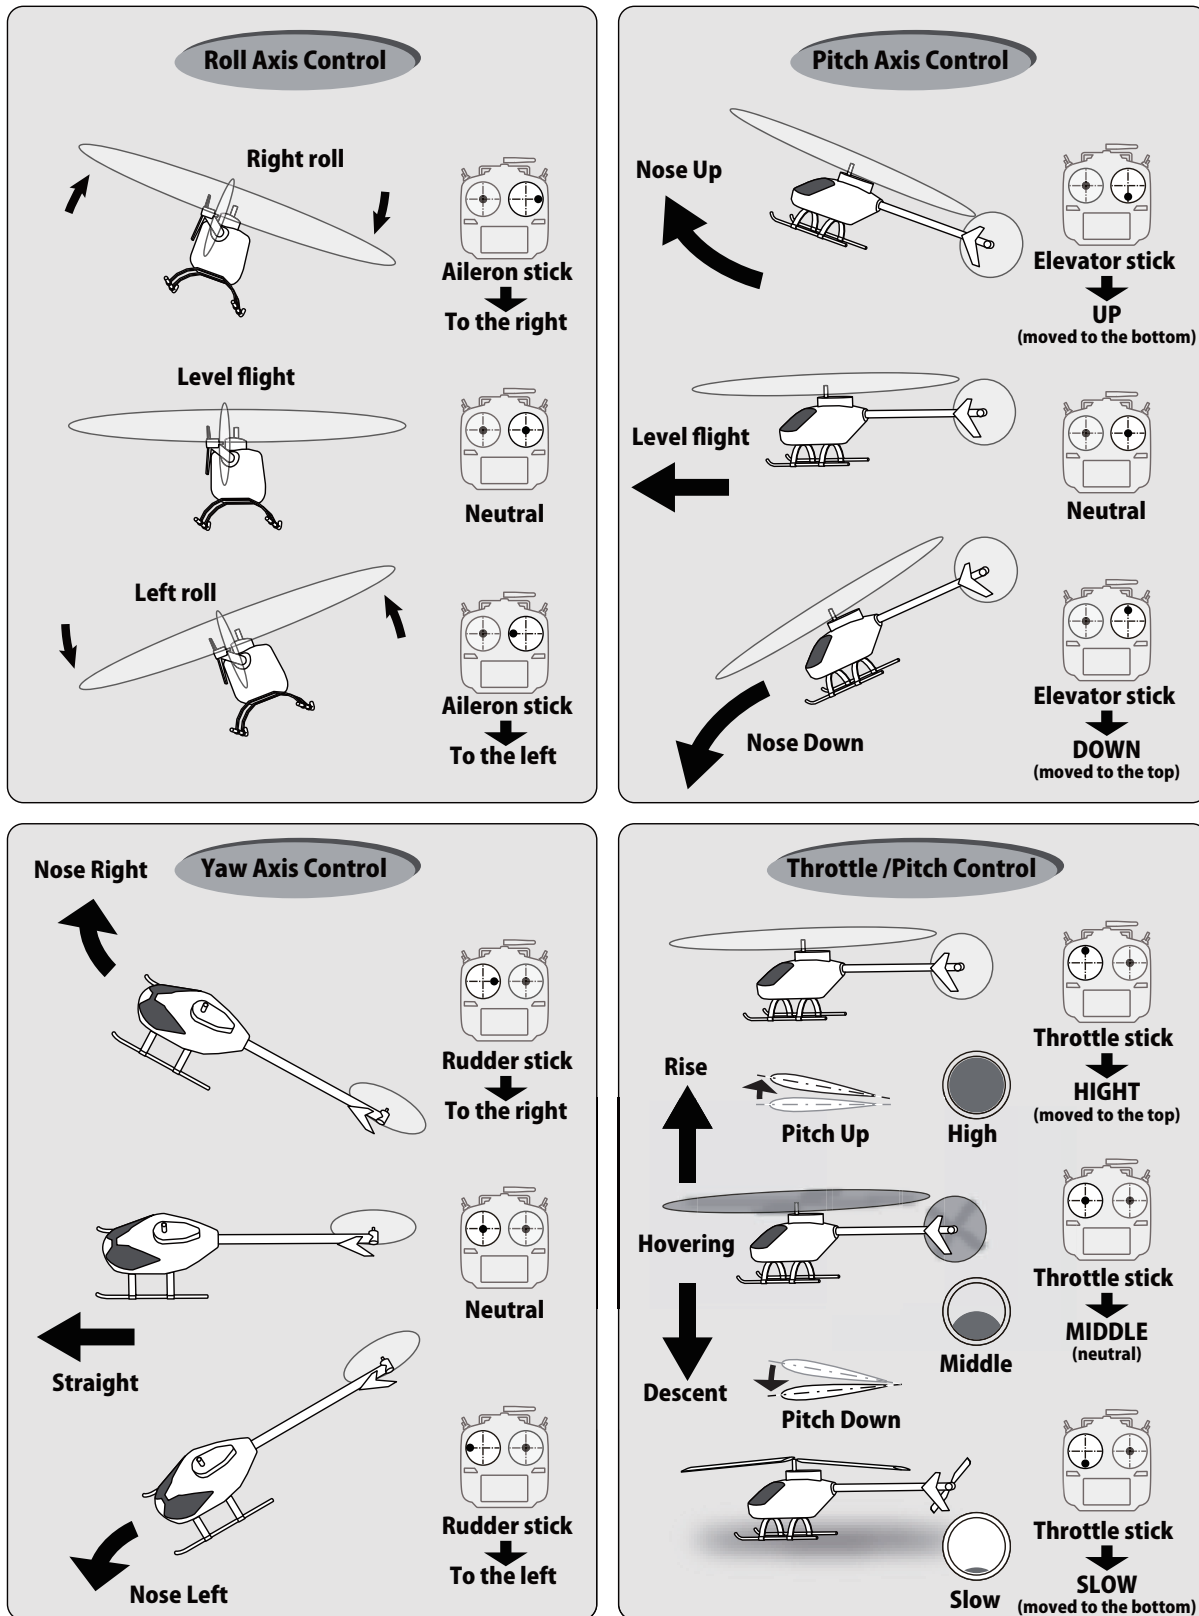 Roll Axis Control
Right roll
Aileron stick
To the right
Level flight
Neutral
Left roll
Aileron stick
To the left
Pitch Axis Control
Nose Up
Elevator stick
UP
(moved to the bottom)
Level flight
Neutral
Elevator stick
Nose Down
DOWN
(moved to the top)
Yaw Axis Control
Nose Right
Rudder stick
To the right
Neutral
Straight
Rudder stick
To the left
Nose Left
Throttle /Pitch Control
Throttle stick
Rise
HIGHT
(moved to the top)
Pitch Up
High
Hovering
Throttle stick
MIDDLE
(neutral)
Middle
Descent
Pitch Down
Throttle stick
SLOW
(moved to the bottom)
Slow